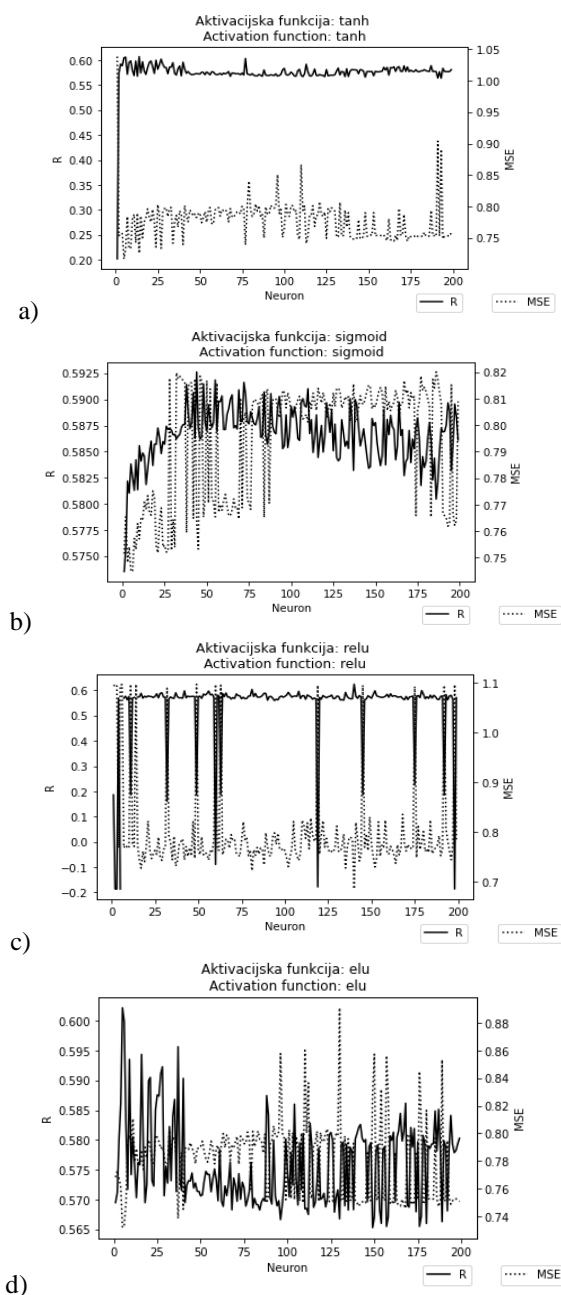 Aktivacijska funkcija: tanh
Activation function: tanh
0.60
0.55
0.50
0.45
0.40
0.35
0.30
0.25
0.20
R
1.05
1.00
0.95
0.90
0.85
0.80
0.75
MSE
0 25 50 75 100 125 150 175 200
Neuron
R MSE
a)
Aktivacijska funkcija: sigmoid
Activation function: sigmoid
0.5925
0.5900
0.5875
0.5850
0.5825
0.5800
0.5775
0.5750
R
0.82
0.81
0.80
0.79
0.78
0.77
0.76
0.75
MSE
0 25 50 75 100 125 150 175 200
Neuron
R MSE
b)
Aktivacijska funkcija: relu
Activation function: relu
0.6
0.5
0.4
0.3
0.2
0.1
0.0
−0.1
−0.2
R
1.1
1.0
0.9
0.8
0.7
MSE
0 25 50 75 100 125 150 175 200
Neuron
R MSE
c)
Aktivacijska funkcija: elu
Activation function: elu
0.600
0.595
0.590
0.585
0.580
0.575
0.570
0.565
R
0.88
0.86
0.84
0.82
0.80
0.78
0.76
0.74
MSE
0 25 50 75 100 125 150 175 200
Neuron
R MSE
d)